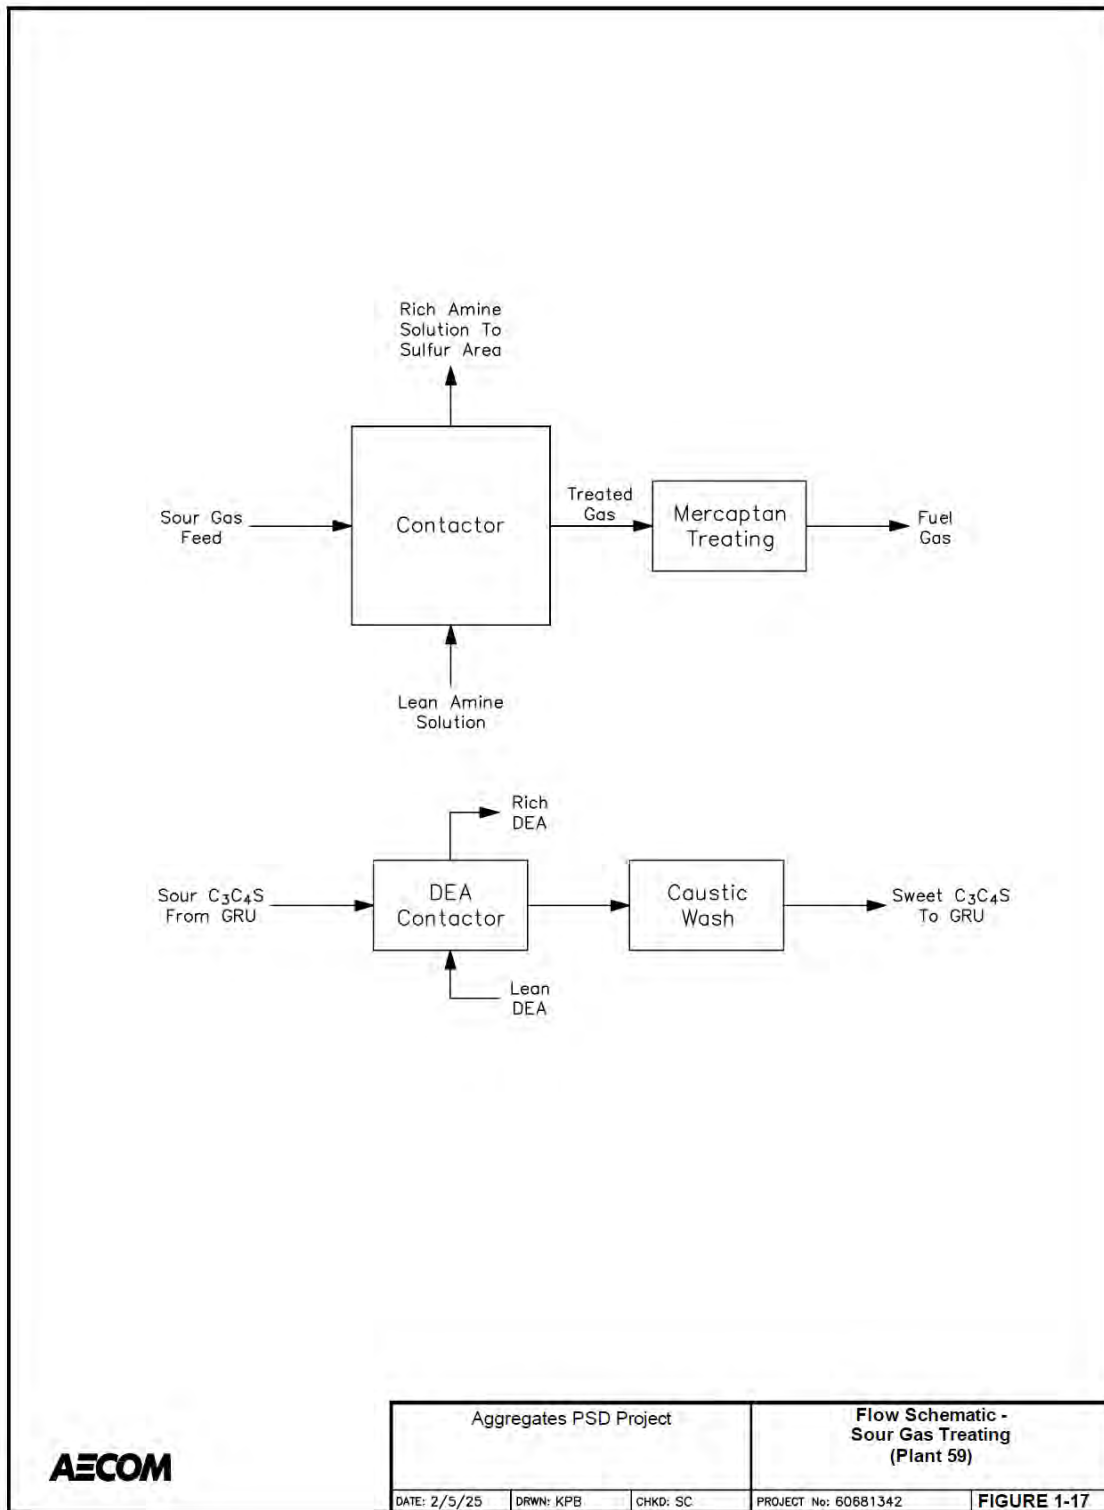 Rich Amine
Solution To
Sulfur Area
Sour Gas
Feed
Contactor
Treated
Gas
Mercaptan
Treating
Fuel
Gas
Lean Amine
Solution
Rich
DEA
Sour C₃C₄S
From GRU
DEA
Contactor
Caustic
Wash
Sweet C₃C₄S
To GRU
Lean
DEA
AECOM
Aggregates PSD Project
Flow Schematic -
Sour Gas Treating
(Plant 59)
DATE: 2/5/25
DRWN: KPB
CHKD: SC
PROJECT No: 60681342
FIGURE 1-17